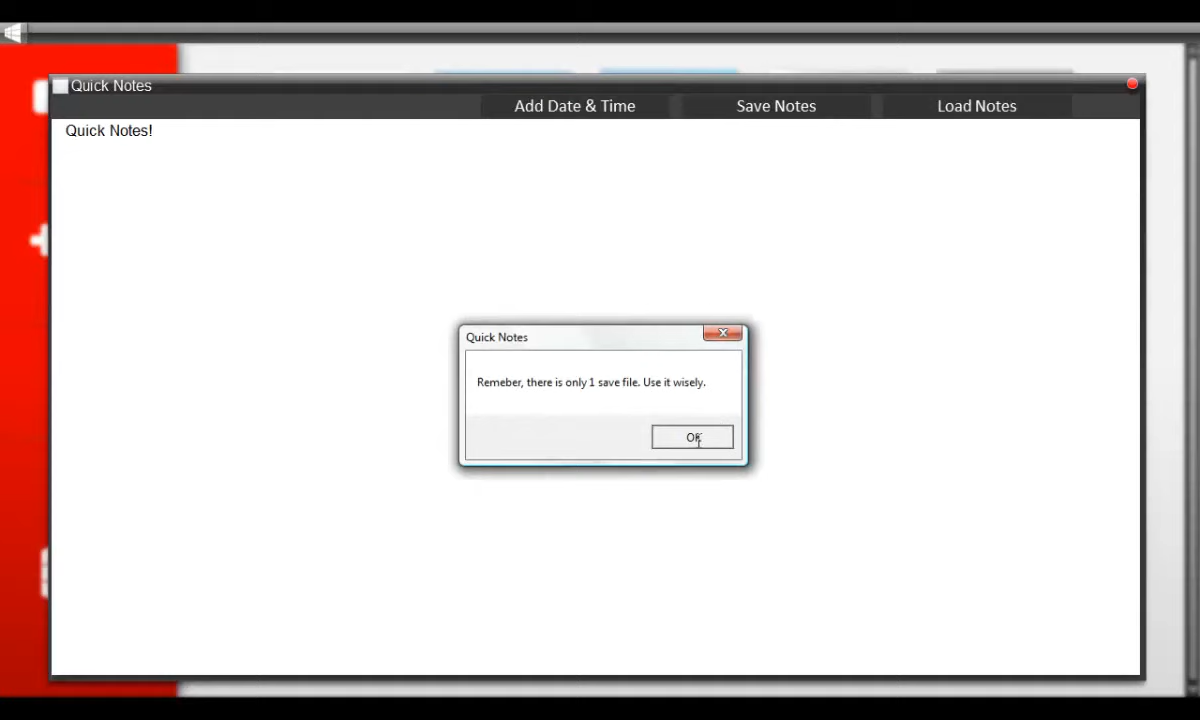 Quick Notes
Add Date & Time Save Notes Load Notes
Quick Notes!
Quick Notes
Remeber, there is only 1 save file. Use it wisely.
OK